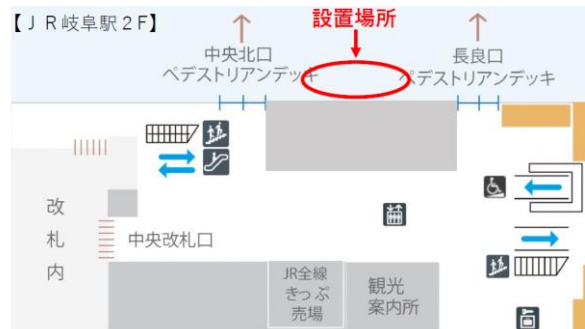 【ＪＲ岐阜駅２F】
設置場所
中央北口
ペデストリアンデッキ
長良口
ペデストリアンデッキ
改
札
内
中央改札口
JR全線
きっぷ
売場
観光
案内所